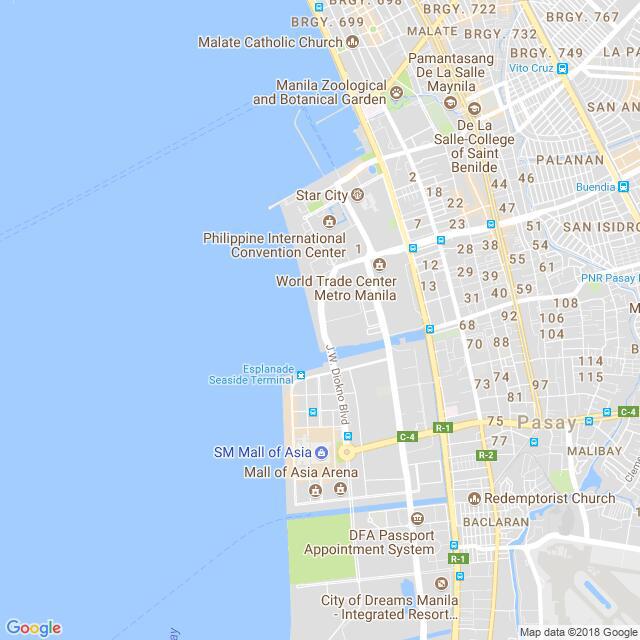 BRGY. 699
BRGY. 767
BRGY. 732
BRGY. 749
MALATE
LA PA
Malate Catholic Church
Pamantasang
De La Salle
Maynila
Vito Cruz
Manila Zoological
and Botanical Garden
SAN AN
De La
Salle-College
of Saint
Benilde
PALANAN
2
18
44
46
Buendia
Star City
22
45
7
23
47
51
SAN ISIDRO
Philippine International
Convention Center
1
28
38
55
12
61
World Trade Center
Metro Manila
29
39
PNR Pasay
13
31
40
59
108
92
106
68
104
70
88
Esplanade
Seaside Terminal
J.W. Diokno Blvd
114
73
74
81
97
115
C-4
R-1
75
Pasay
C-4
77
SM Mall of Asia
R-2
MALIBAY
Mall of Asia Arena
Redemptorist Church
BACLARAN
DFA Passport
Appointment System
R-1
City of Dreams Manila
- Integrated Resort...
Google
Map data ©2018 Google